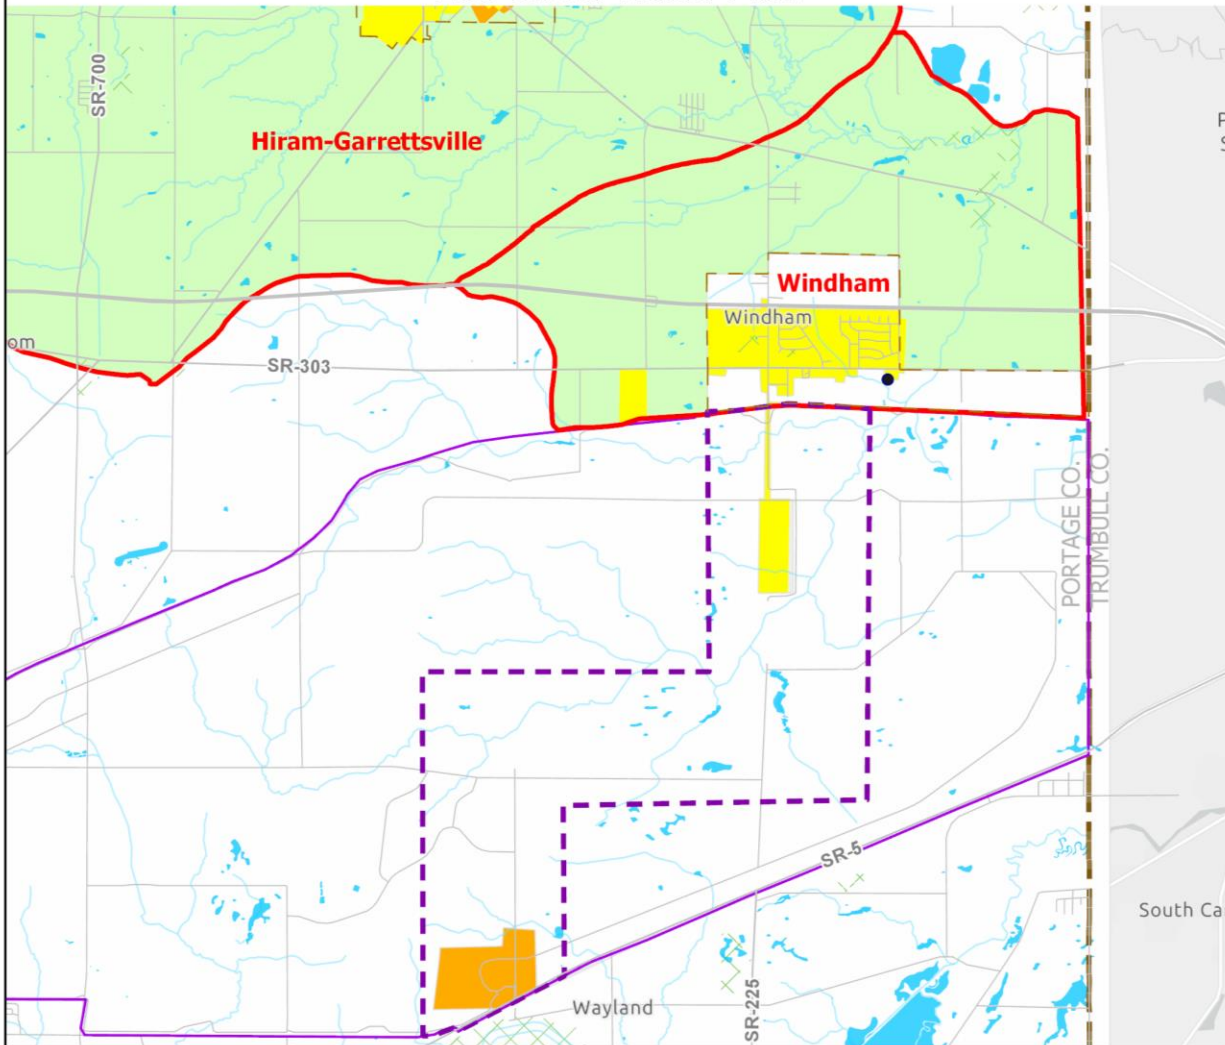 SR-700
P
S
Hiram-Garrettsville
Windham
Windham
om
SR-303
PORTAGE CO.
TRUMBULL CO.
SR-5
South Ca
Wayland
SR-225